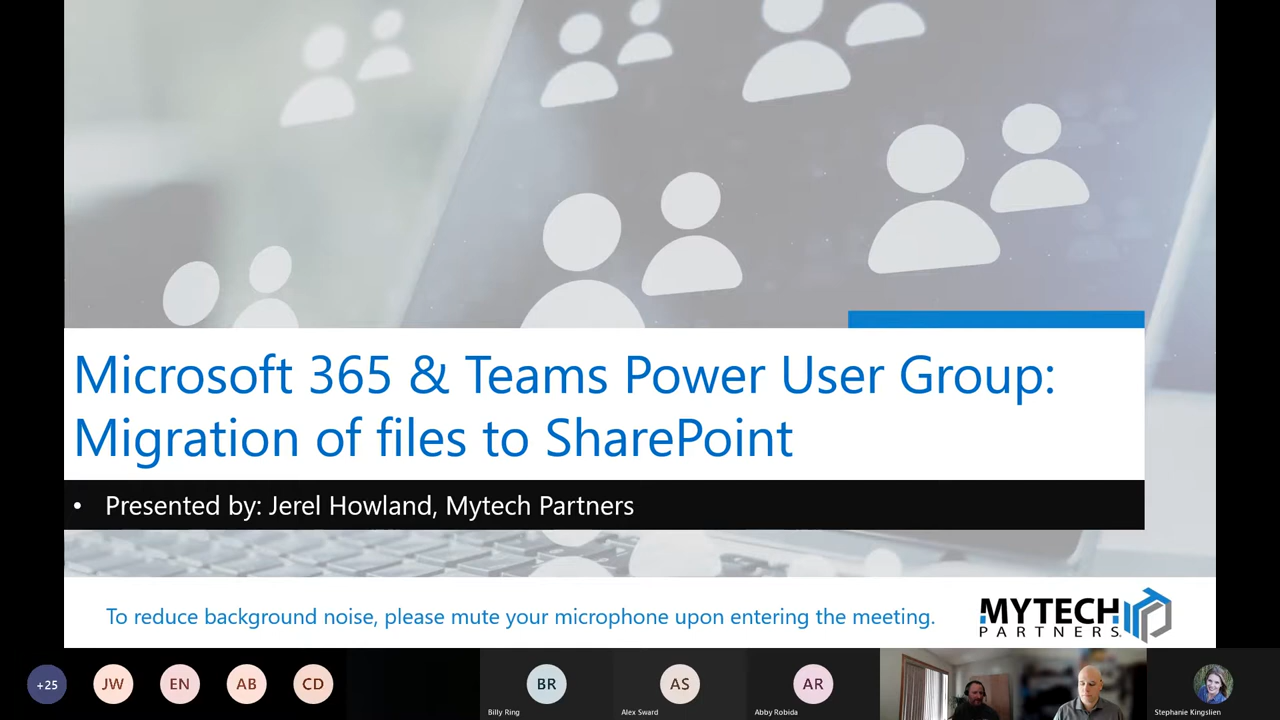 Microsoft 365 & Teams Power User Group:
Migration of files to SharePoint
• Presented by: Jerel Howland, Mytech Partners
To reduce background noise, please mute your microphone upon entering the meeting.
MYTECH
PARTNERS
+25
JW
EN
AB
CD
BR
Billy Ring
AS
Alex Sward
AR
Abby Robida
Stephanie Kingslien